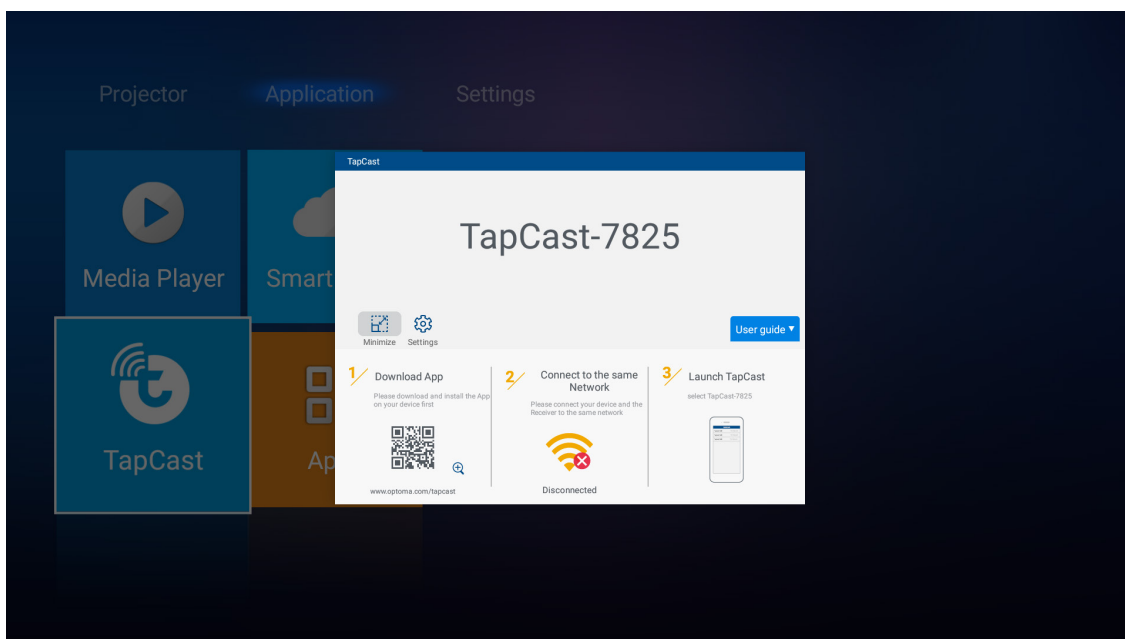 Projector
Application
Settings
Media Player
Smart
TapCast
Ap
TapCast
TapCast-7825
Minimize
Settings
User guide
1/ Download App
Please download and install the App
on your device first
www.optoma.com/tapcast
2/ Connect to the same
Network
Please connect your device and the
Receiver to the same network
Disconnected
3/ Launch TapCast
select TapCast-7825